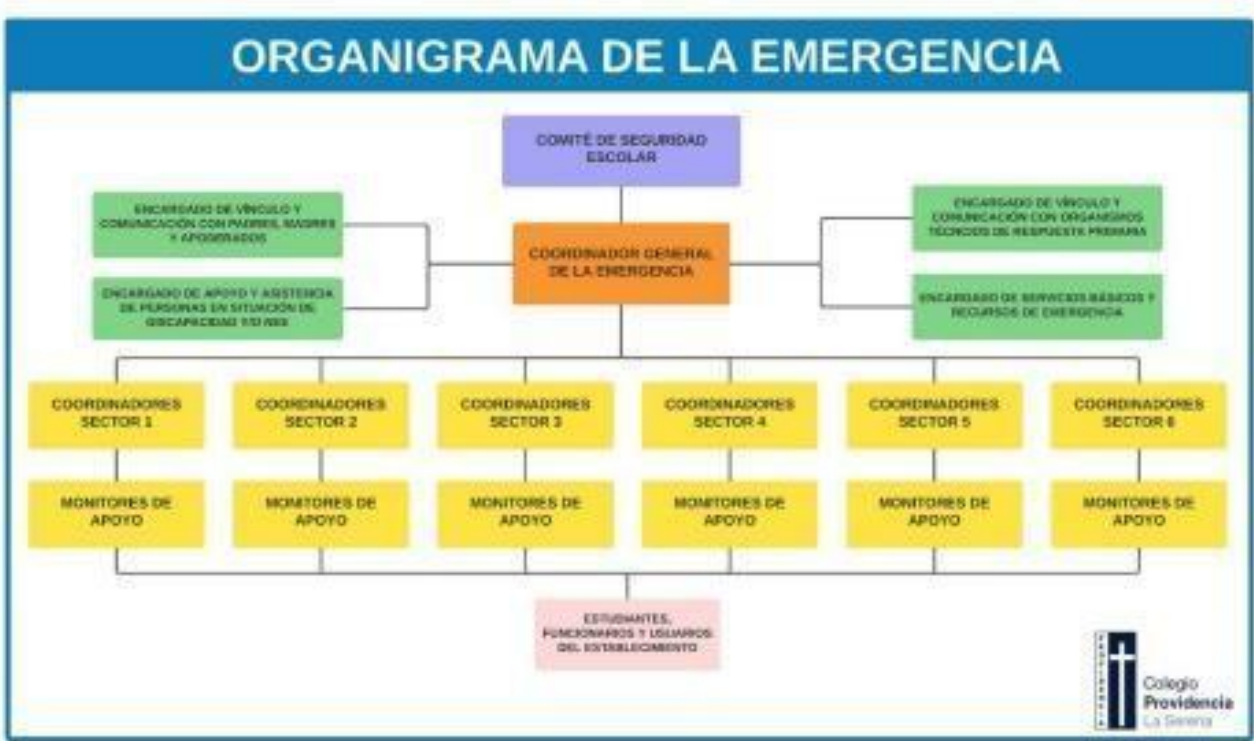 ORGANIGRAMA DE LA EMERGENCIA
COMITÉ DE SEGURIDAD
ESCOLAR
ENCARGADO DE VÍNCULO Y
COMUNICACIÓN CON PADRES, MADRES
Y APODERADOS
ENCARGADO DE VÍNCULO Y
COMUNICACIÓN CON ORGANISMOS
TÉCNICOS DE RESPUESTA PRIMARIA
COORDINADOR GENERAL
DE LA EMERGENCIA
ENCARGADO DE APOYO Y ASISTENCIA
DE PERSONAS EN SITUACIÓN DE
DISCAPACIDAD Y/O NEE
ENCARGADO DE SERVICIOS BÁSICOS Y
RECURSOS DE EMERGENCIA
COORDINADORES
SECTOR 1
COORDINADORES
SECTOR 2
COORDINADORES
SECTOR 3
COORDINADORES
SECTOR 4
COORDINADORES
SECTOR 5
COORDINADORES
SECTOR 6
MONITORES DE
APOYO
MONITORES DE
APOYO
MONITORES DE
APOYO
MONITORES DE
APOYO
MONITORES DE
APOYO
MONITORES DE
APOYO
ESTUDIANTES,
FUNCIONARIOS Y USUARIOS
DEL ESTABLECIMIENTO
PROVIDENCIA
Colegio
Providencia
La Serena